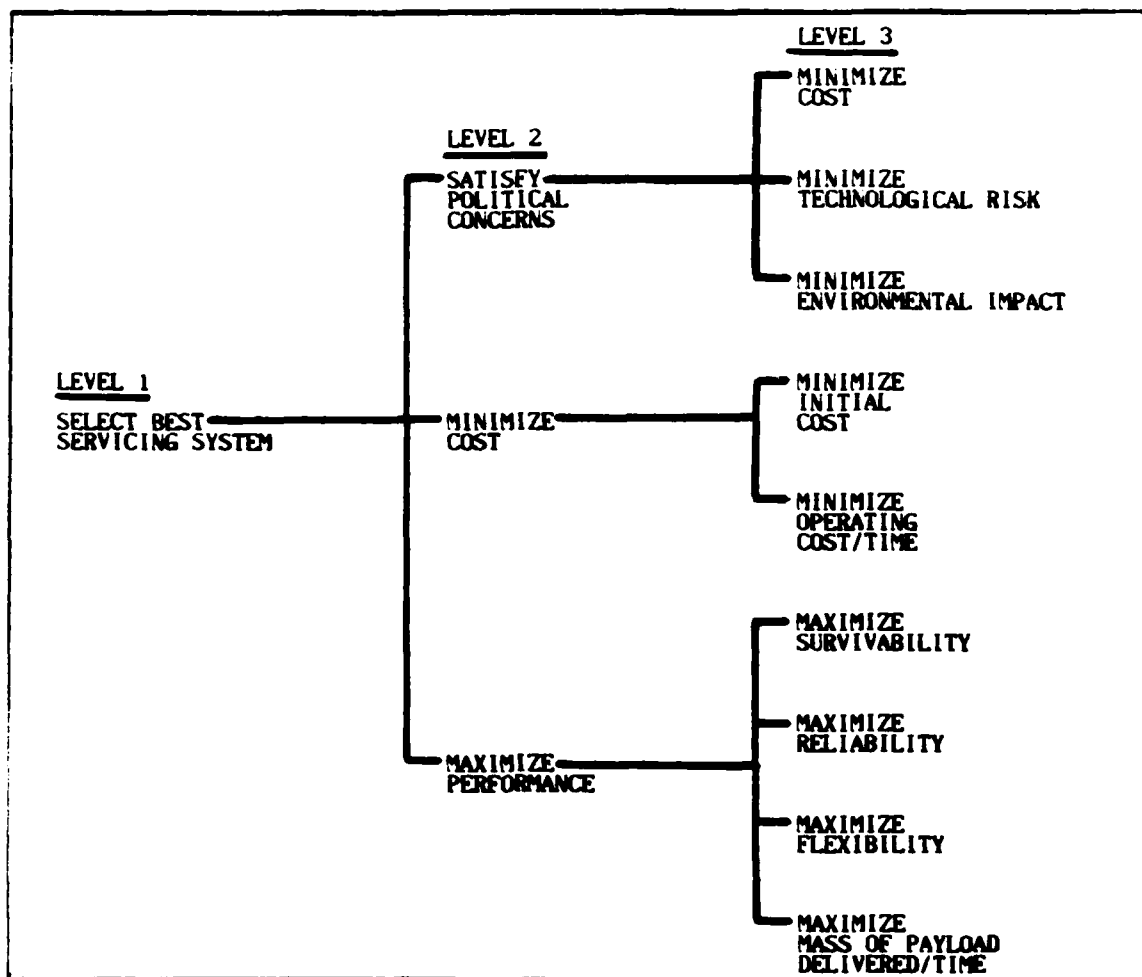 LEVEL 3
MINIMIZE
COST
LEVEL 2
SATISFY
POLITICAL
CONCERNS
MINIMIZE
TECHNOLOGICAL RISK
MINIMIZE
ENVIRONMENTAL IMPACT
LEVEL 1
SELECT BEST
SERVICING SYSTEM
MINIMIZE
COST
MINIMIZE
INITIAL
COST
MINIMIZE
OPERATING
COST/TIME
MAXIMIZE
PERFORMANCE
MAXIMIZE
SURVIVABILITY
MAXIMIZE
RELIABILITY
MAXIMIZE
FLEXIBILITY
MAXIMIZE
MASS OF PAYLOAD
DELIVERED/TIME